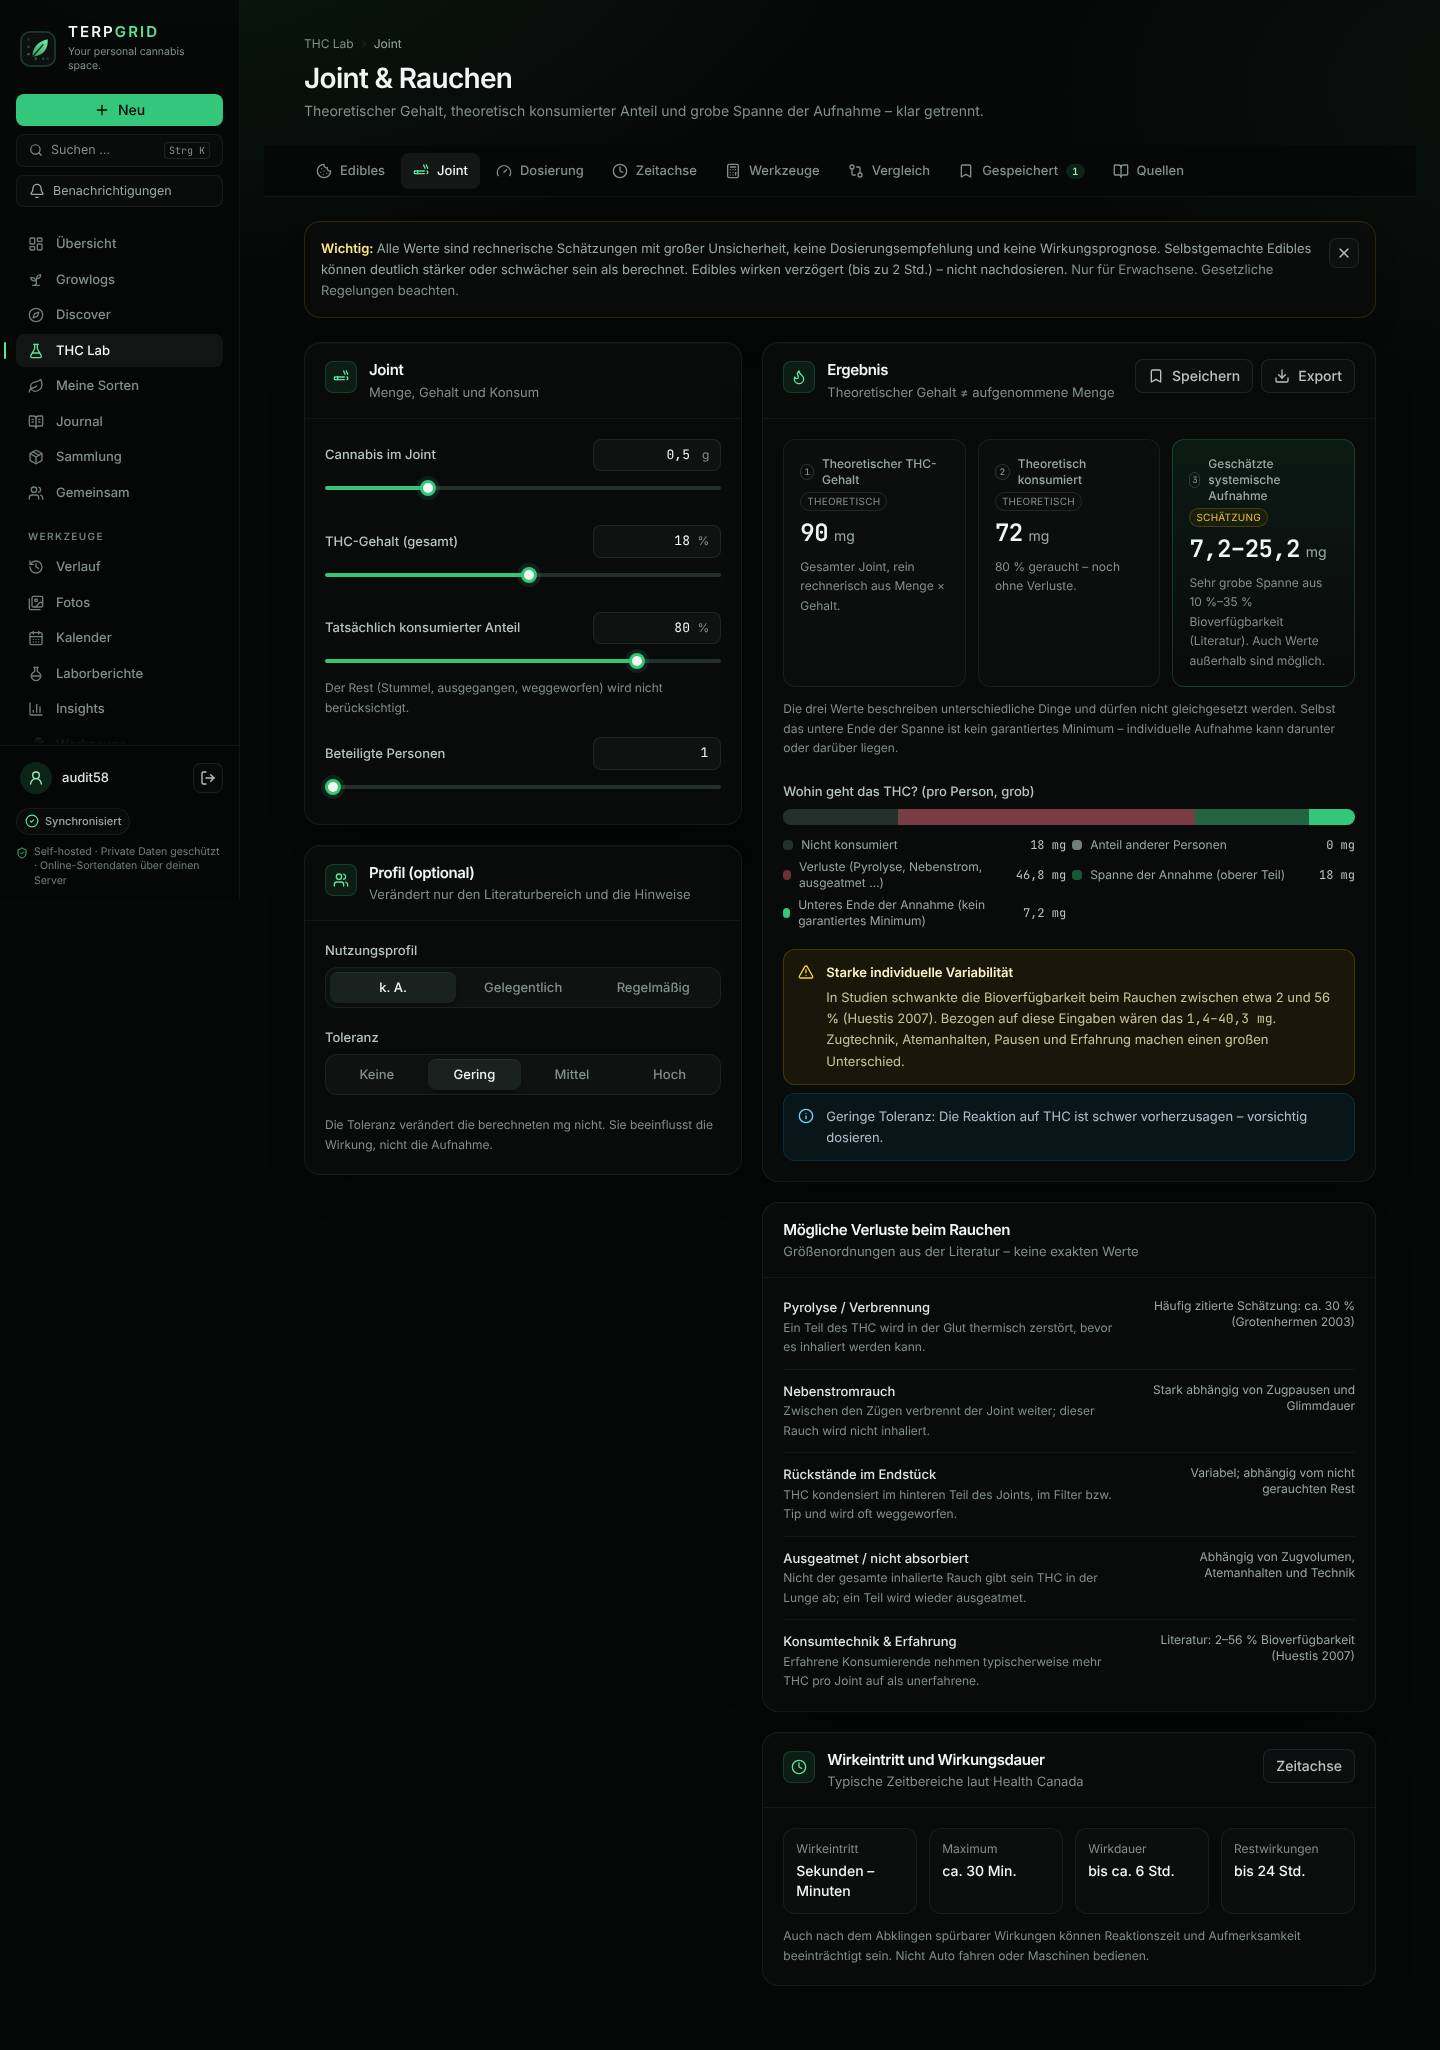 TERPGRID
Your personal cannabis
space.
Neu
Suchen ...
Strg K
Benachrichtigungen
Übersicht
Growlogs
Discover
THC Lab
Meine Sorten
Journal
Sammlung
Gemeinsam
WERKZEUGE
Verlauf
Fotos
Kalender
Laborberichte
Insights
audit58
Synchronisiert
Self-hosted · Private Daten geschützt
· Online-Sortendaten über deinen
Server
THC Lab
Joint
Joint & Rauchen
Theoretischer Gehalt, theoretisch konsumierter Anteil und grobe Spanne der Aufnahme – klar getrennt.
Edibles
Joint
Dosierung
Zeitachse
Werkzeuge
Vergleich
Gespeichert 1
Quellen
Wichtig: Alle Werte sind rechnerische Schätzungen mit großer Unsicherheit, keine Dosierungsempfehlung und keine Wirkungsprognose. Selbstgemachte Edibles
können deutlich stärker oder schwächer sein als berechnet. Edibles wirken verzögert (bis zu 2 Std.) – nicht nachdosieren. Nur für Erwachsene. Gesetzliche
Regelungen beachten.
Joint
Menge, Gehalt und Konsum
Cannabis im Joint
0,5 g
THC-Gehalt (gesamt)
18 %
Tatsächlich konsumierter Anteil
80 %
Der Rest (Stummel, ausgegangen, weggeworfen) wird nicht
berücksichtigt.
Beteiligte Personen
1
Profil (optional)
Verändert nur den Literaturbereich und die Hinweise
Nutzungsprofil
k. A.
Gelegentlich
Regelmäßig
Toleranz
Keine
Gering
Mittel
Hoch
Die Toleranz verändert die berechneten mg nicht. Sie beeinflusst die
Wirkung, nicht die Aufnahme.
Ergebnis
Theoretischer Gehalt ≠ aufgenommene Menge
Speichern
Export
1
Theoretischer THC-
Gehalt
THEORETISCH
90 mg
Gesamter Joint, rein
rechnerisch aus Menge ×
Gehalt.
2
Theoretisch
konsumiert
THEORETISCH
72 mg
80 % geraucht – noch
ohne Verluste.
3
Geschätzte
systemische
Aufnahme
SCHÄTZUNG
7,2–25,2 mg
Sehr grobe Spanne aus
10 %–35 %
Bioverfügbarkeit
(Literatur). Auch Werte
außerhalb sind möglich.
Die drei Werte beschreiben unterschiedliche Dinge und dürfen nicht gleichgesetzt werden. Selbst
das untere Ende der Spanne ist kein garantiertes Minimum – individuelle Aufnahme kann darunter
oder darüber liegen.
Wohin geht das THC? (pro Person, grob)
Nicht konsumiert 18 mg
Anteil anderer Personen 0 mg
Verluste (Pyrolyse, Nebenstrom,
ausgeatmet …) 46,8 mg
Spanne der Annahme (oberer Teil) 18 mg
Unteres Ende der Annahme (kein
garantiertes Minimum) 7,2 mg
Starke individuelle Variabilität
In Studien schwankte die Bioverfügbarkeit beim Rauchen zwischen etwa 2 und 56
% (Huestis 2007). Bezogen auf diese Eingaben wären das 1,4–40,3 mg.
Zugtechnik, Atemanhalten, Pausen und Erfahrung machen einen großen
Unterschied.
Geringe Toleranz: Die Reaktion auf THC ist schwer vorherzusagen – vorsichtig
dosieren.
Mögliche Verluste beim Rauchen
Größenordnungen aus der Literatur – keine exakten Werte
Pyrolyse / Verbrennung
Ein Teil des THC wird in der Glut thermisch zerstört, bevor
es inhaliert werden kann.
Häufig zitierte Schätzung: ca. 30 %
(Grotenhermen 2003)
Nebenstromrauch
Zwischen den Zügen verbrennt der Joint weiter; dieser
Rauch wird nicht inhaliert.
Stark abhängig von Zugpausen und
Glimmdauer
Rückstände im Endstück
THC kondensiert im hinteren Teil des Joints, im Filter bzw.
Tip und wird oft weggeworfen.
Variabel; abhängig vom nicht
gerauchten Rest
Ausgeatmet / nicht absorbiert
Nicht der gesamte inhalierte Rauch gibt sein THC in der
Lunge ab; ein Teil wird wieder ausgeatmet.
Abhängig von Zugvolumen,
Atemanhalten und Technik
Konsumtechnik & Erfahrung
Erfahrene Konsumierende nehmen typischerweise mehr
THC pro Joint auf als unerfahrene.
Literatur: 2–56 % Bioverfügbarkeit
(Huestis 2007)
Wirkeintritt und Wirkungsdauer
Typische Zeitbereiche laut Health Canada
Zeitachse
Wirkeintritt
Sekunden –
Minuten
Maximum
ca. 30 Min.
Wirkdauer
bis ca. 6 Std.
Restwirkungen
bis 24 Std.
Auch nach dem Abklingen spürbarer Wirkungen können Reaktionszeit und Aufmerksamkeit
beeinträchtigt sein. Nicht Auto fahren oder Maschinen bedienen.